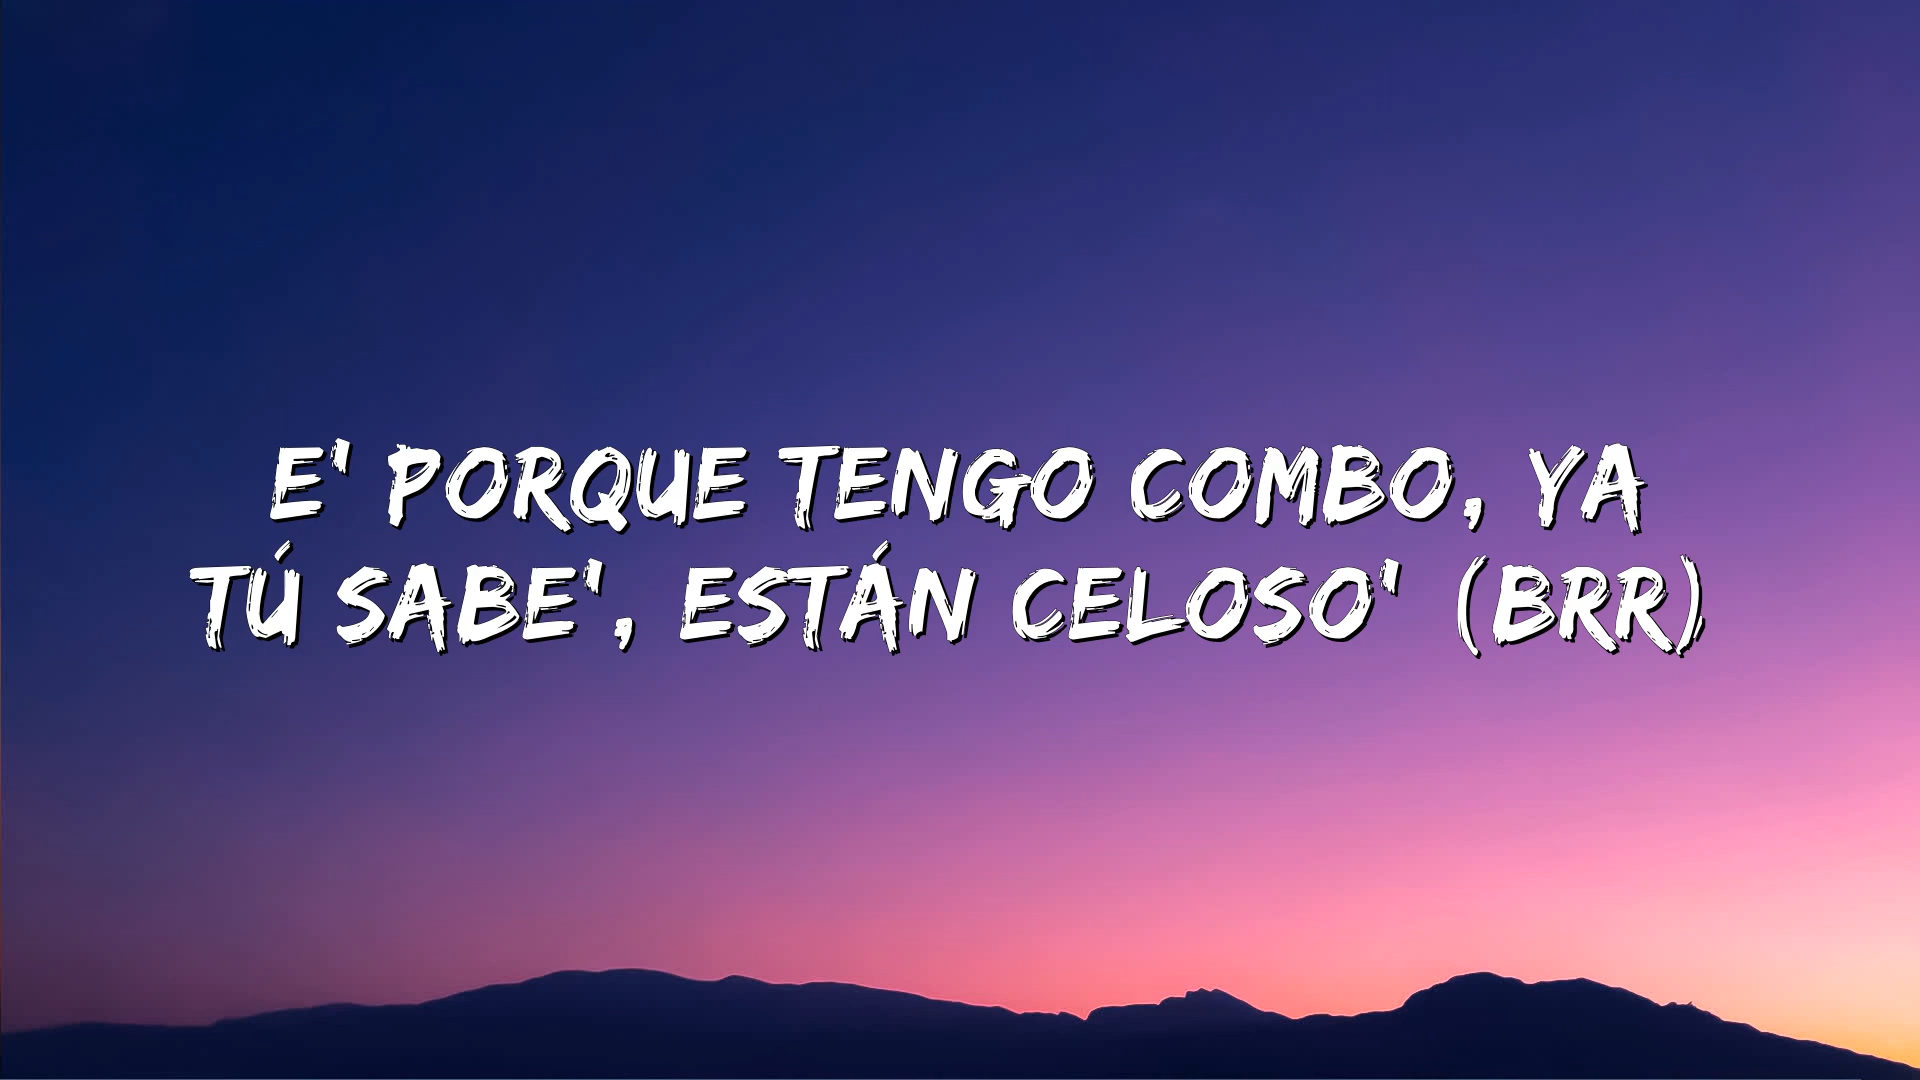 E' PORQUE TENGO COMBO, YA
TÚ SABE', ESTÁN CELOSO' (BRR)